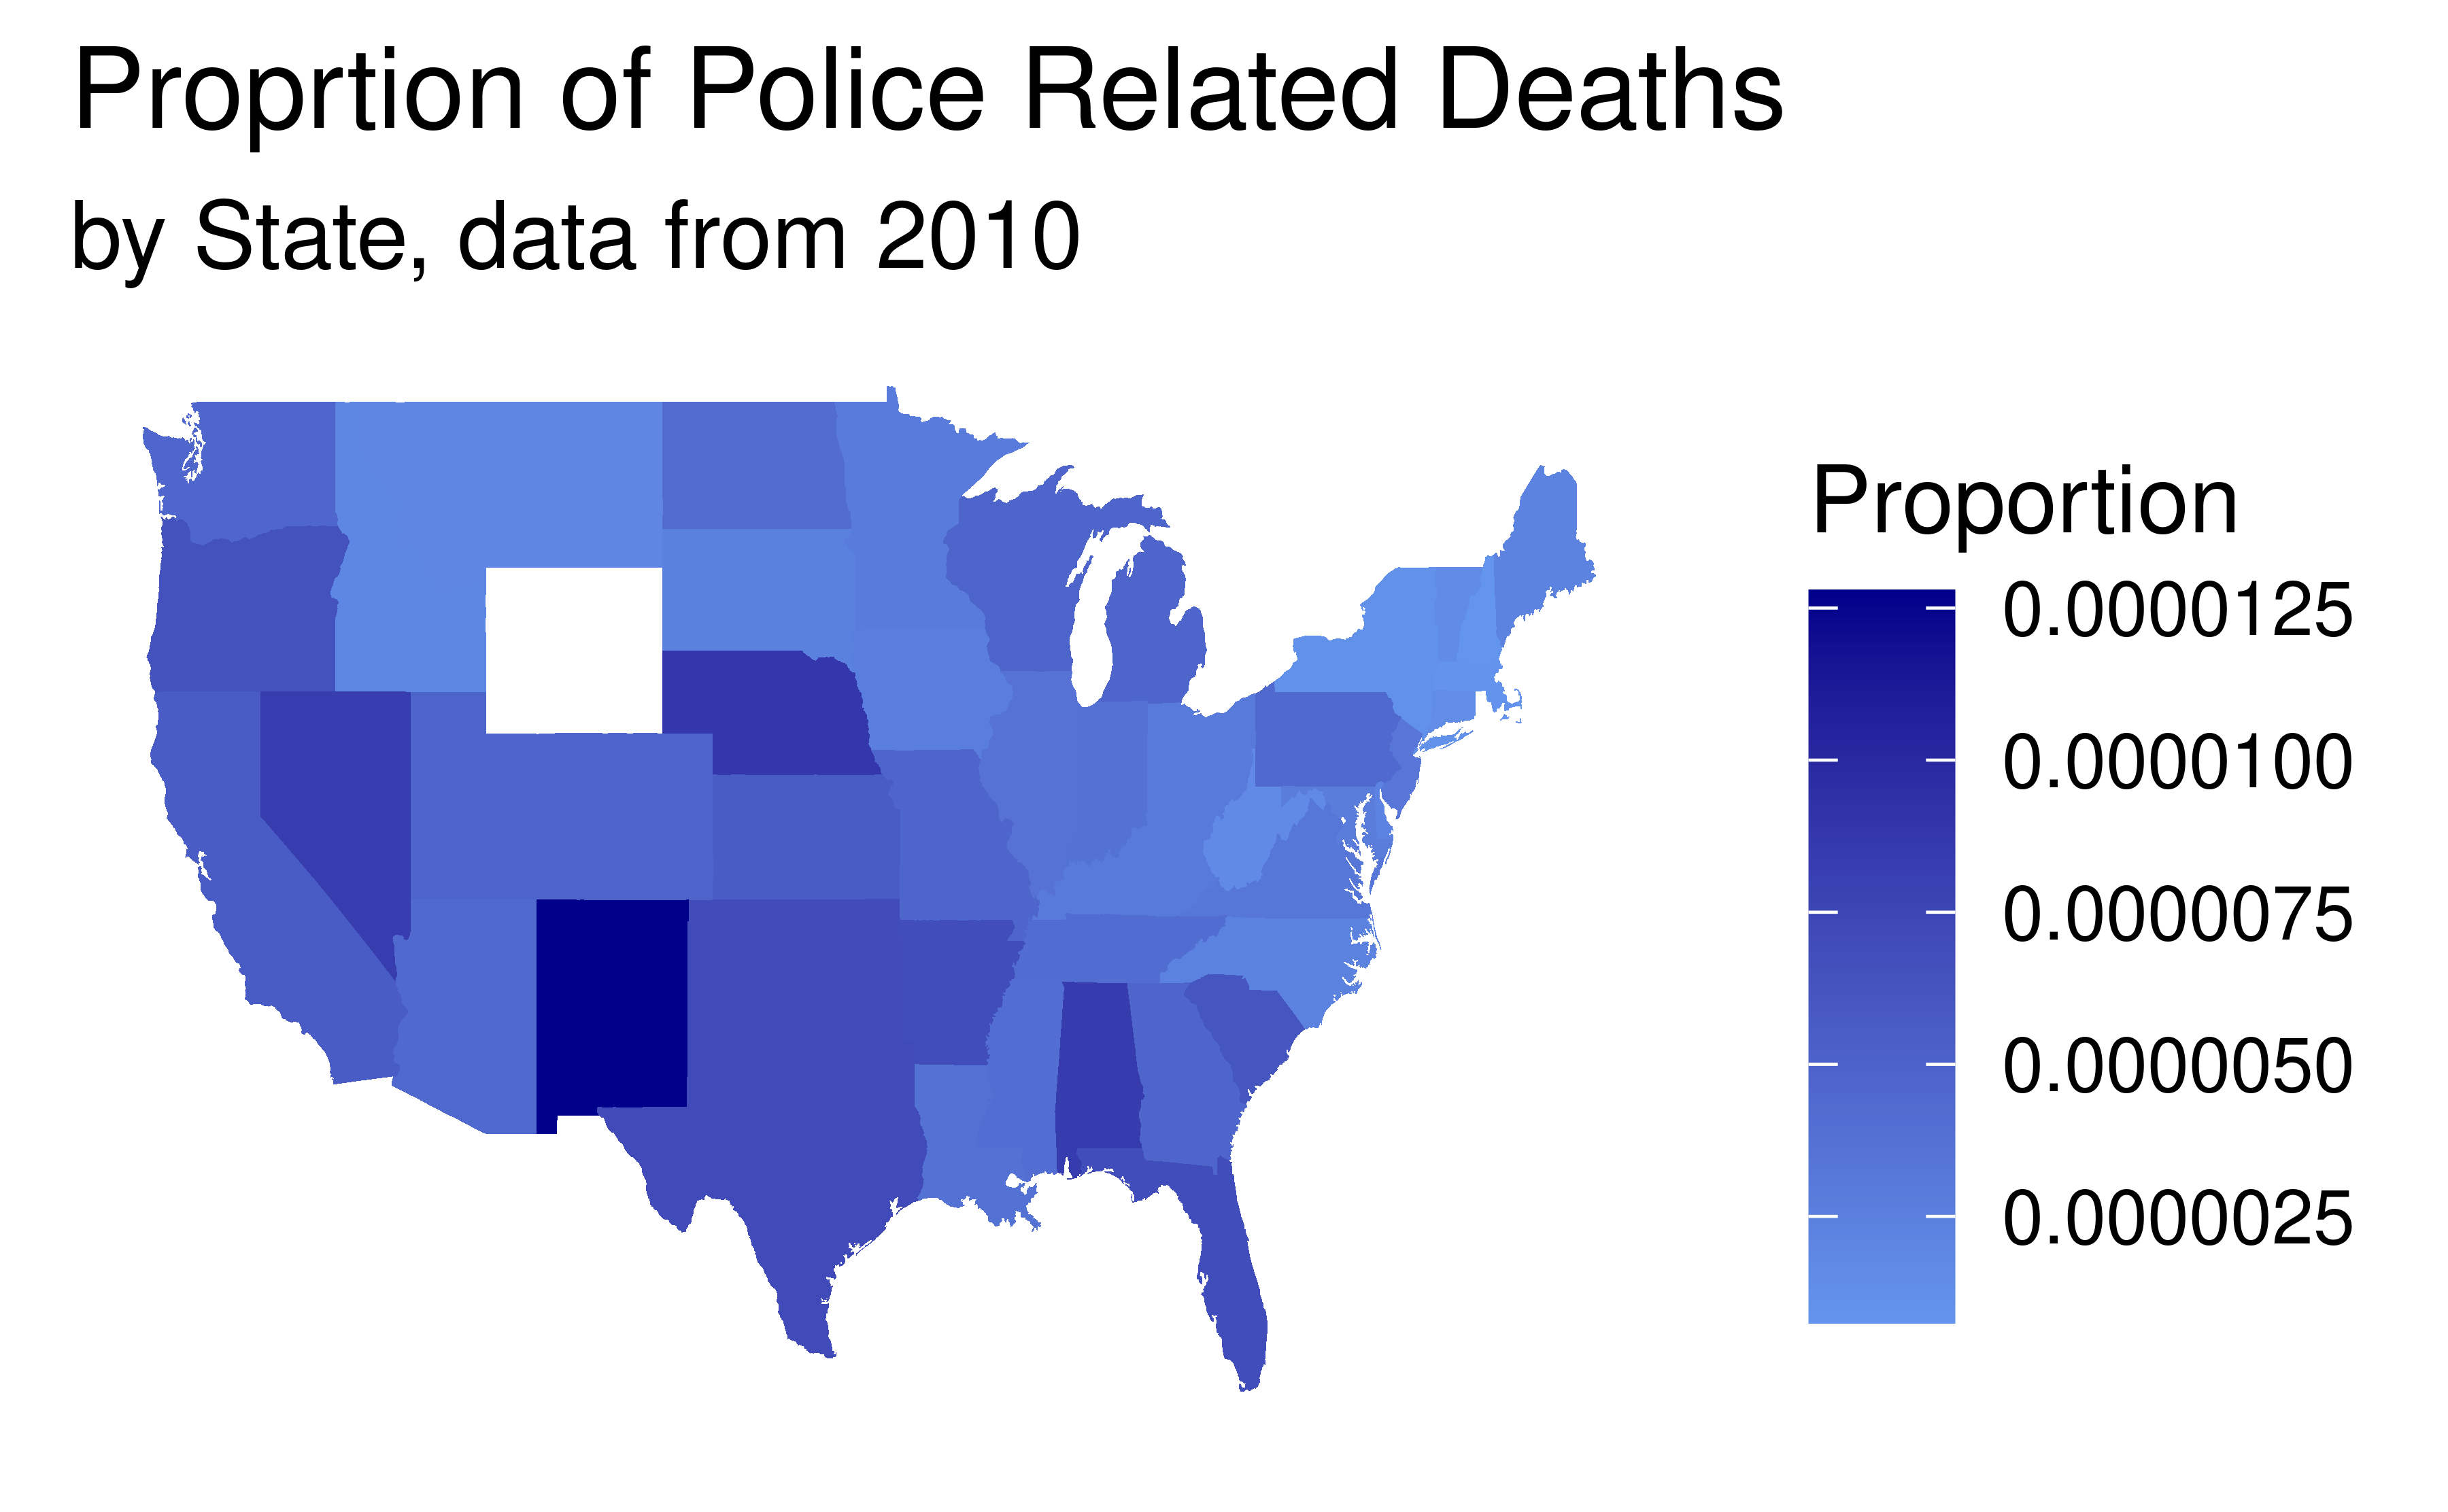 Proprtion of Police Related Deaths
by State, data from 2010
Proportion
0.0000125
0.0000100
0.0000075
0.0000050
0.0000025